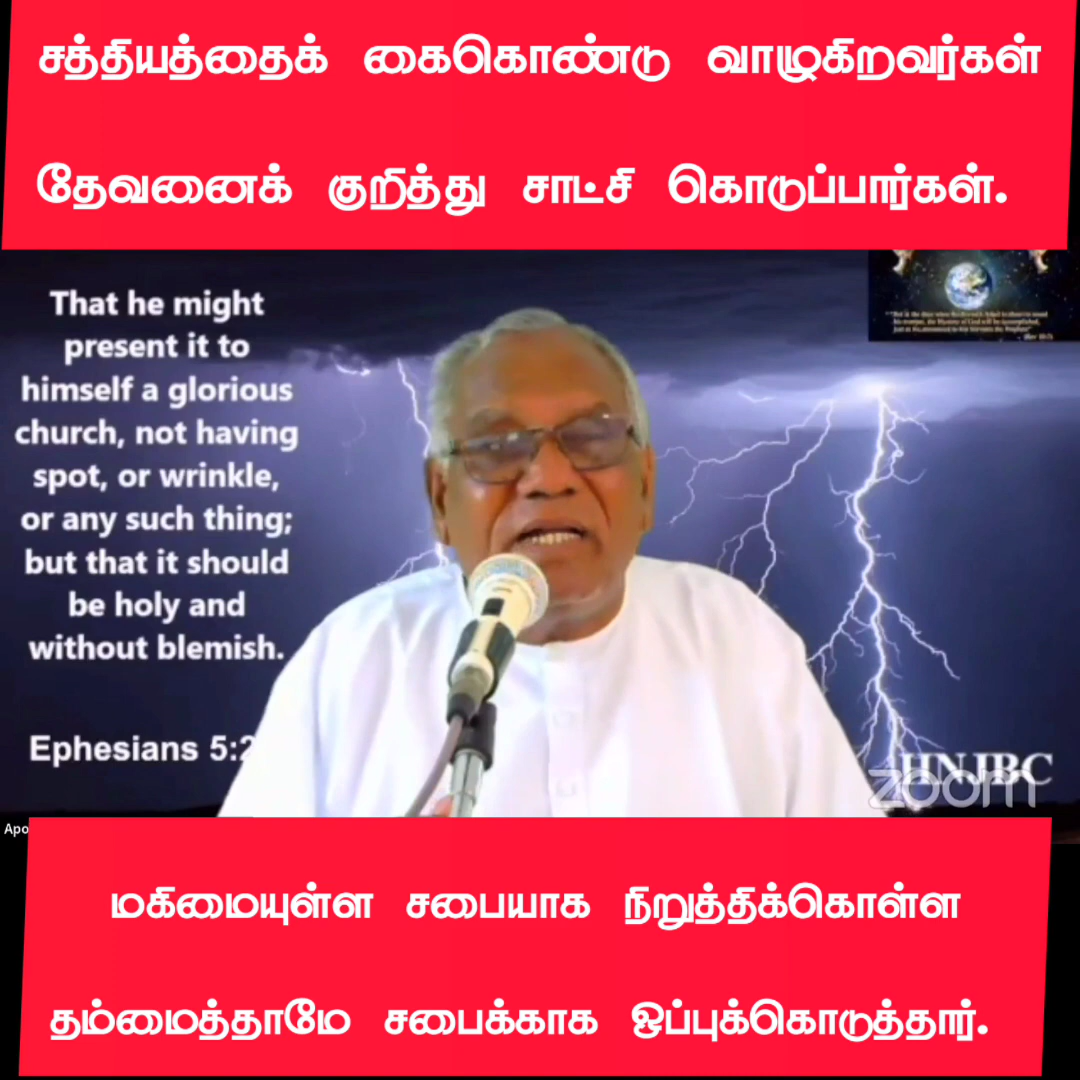 சத்தியத்தைக் கைகொண்டு வாழுகிறவர்கள்
தேவனைக் குறித்து சாட்சி கொடுப்பார்கள்.
That he might
present it to
himself a glorious
church, not having
spot, or wrinkle,
or any such thing;
but that it should
be holy and
without blemish.
Ephesians 5:2
HNJBC
zoom
Apo
மகிமையுள்ள சபையாக நிறுத்திக்கொள்ள
தம்மைத்தாமே சபைக்காக ஒப்புக்கொடுத்தார்.